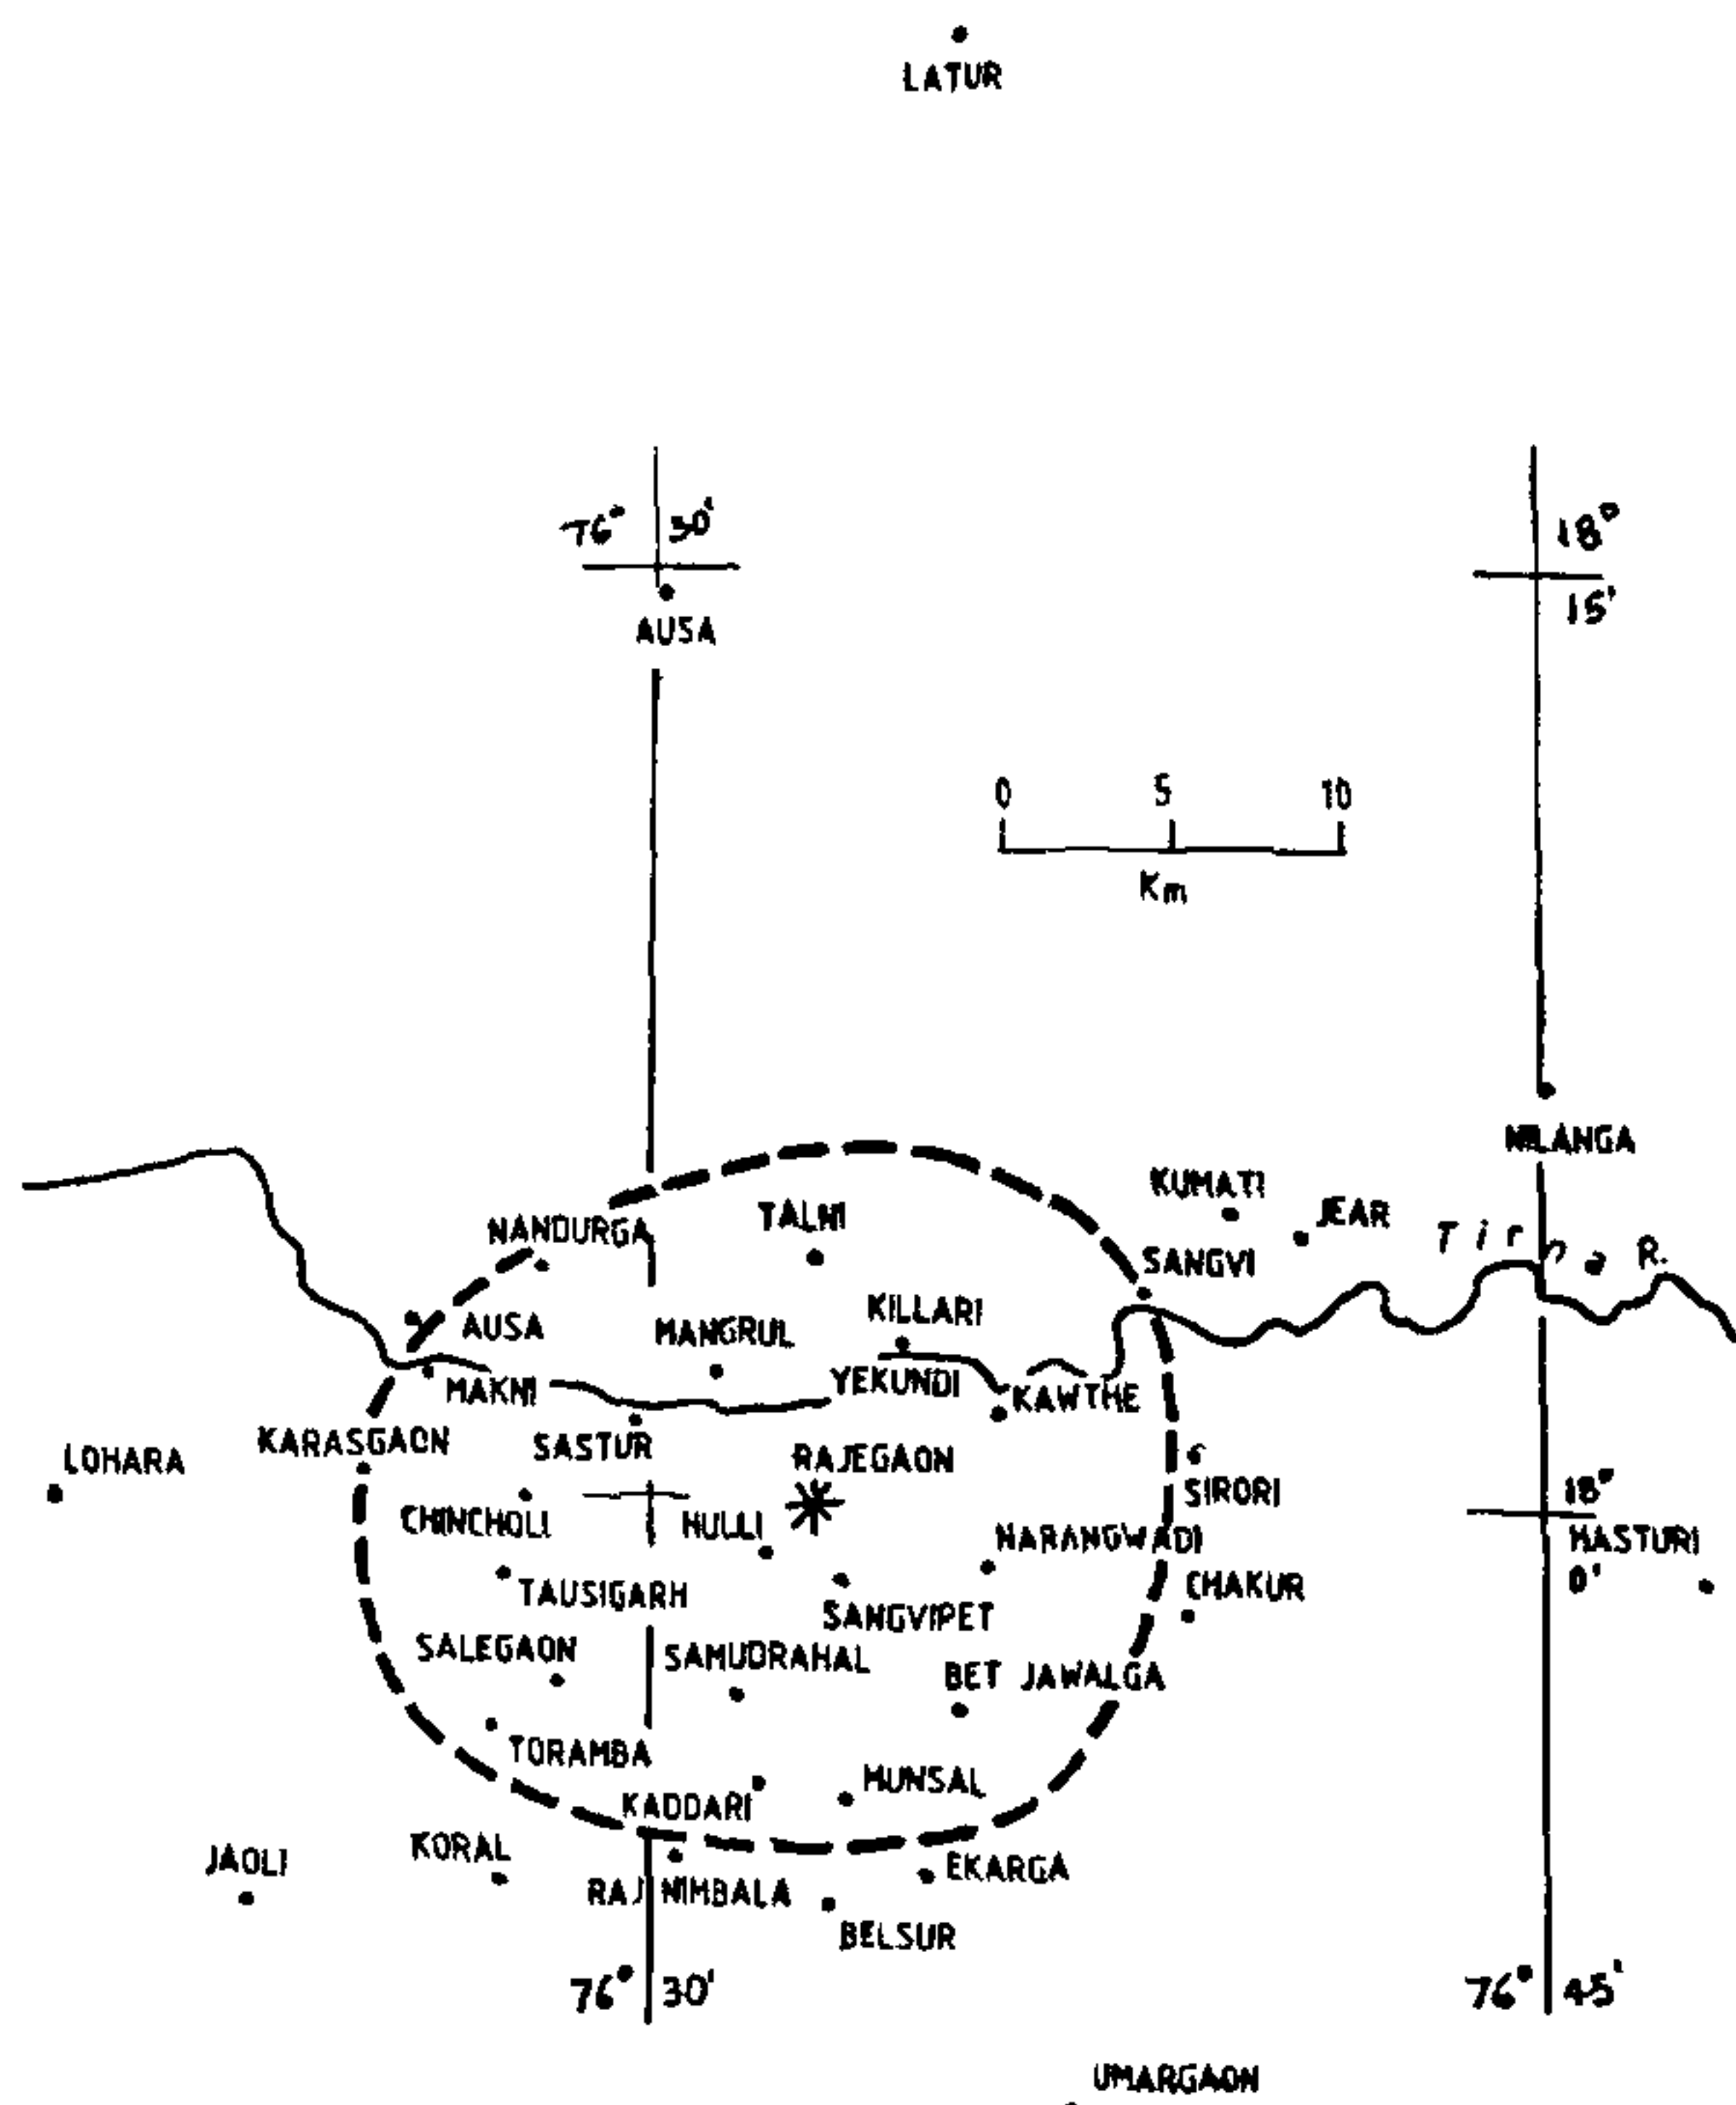 LATUR
76° 30'
18°
15'
AUSA
0 5 10
Km
NILANGA
KUMATI
JEAR
Tirna R.
NANDURGA
TALNI
SANGVI
KILLARI
AUSA
MANGRUL
YEKUNDI
KAWTHE
MAKNI
KARASGAON
SASTUR
RAJEGAON
LOHARA
SIRORI
18°
CHINCHOLI
HULLI
NARANGWADI
HASTURI
0'
TAUSIGARH
CHAKUR
SANGVIPET
SALEGAON
SAMUDRAHAL
BET JAWALGA
TORAMBA
HUNSAL
KADDARI
JAOLI
KORAL
EKARGA
RAJ NIMBALA
BELSUR
76° 30'
76° 45'
UMARGAON